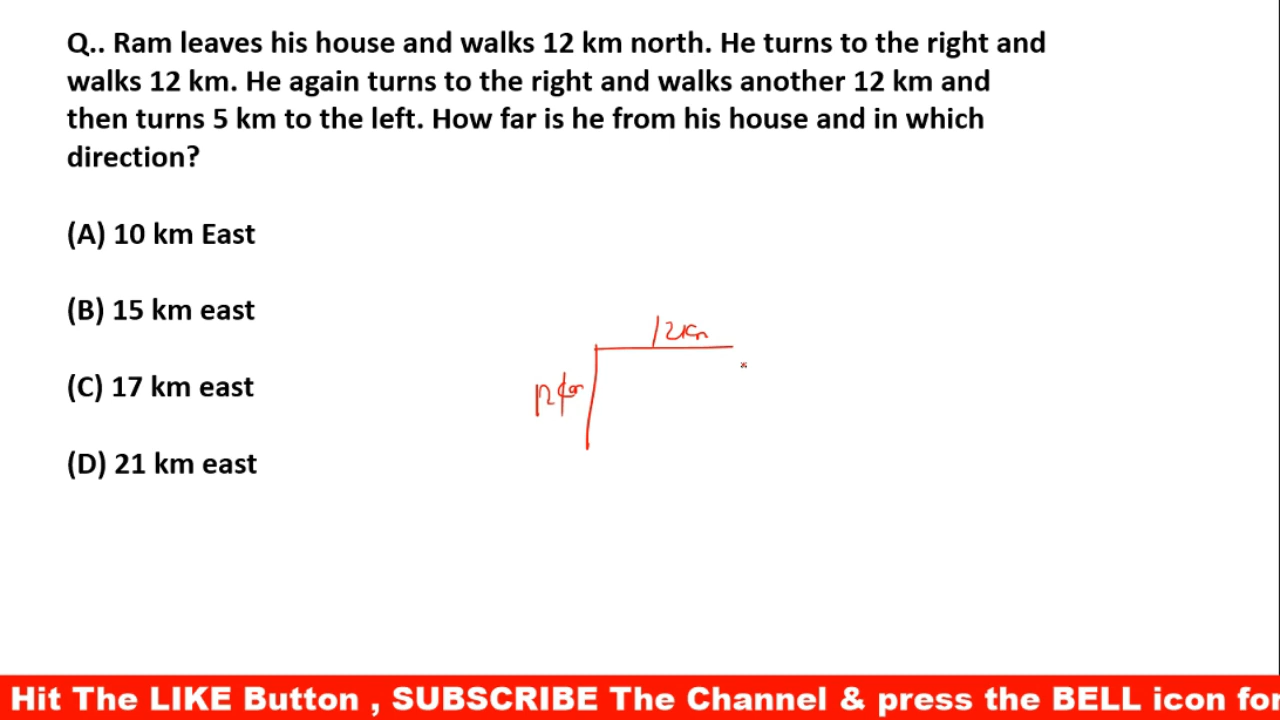 Q.. Ram leaves his house and walks 12 km north. He turns to the right and
walks 12 km. He again turns to the right and walks another 12 km and
then turns 5 km to the left. How far is he from his house and in which
direction?
(A) 10 km East
(B) 15 km east
12km
(C) 17 km east
12 km
(D) 21 km east
Hit The LIKE Button , SUBSCRIBE The Channel & press the BELL icon for